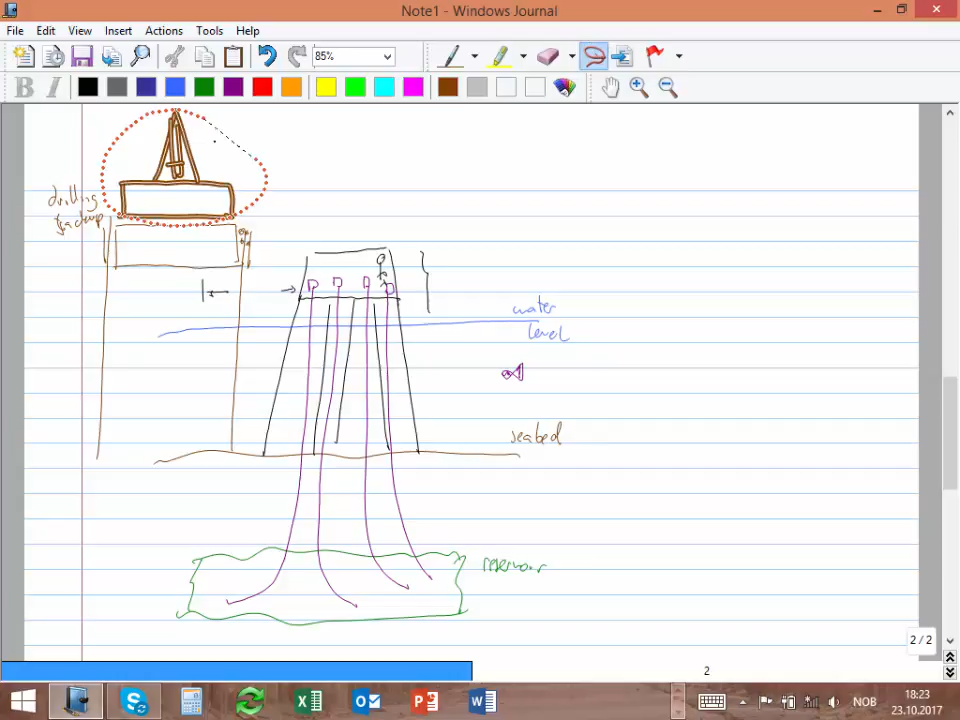 Note1 - Windows Journal
File Edit View Insert Actions Tools Help
85%
B I
drilling
jackup
water
level
seabed
reservour
2 / 2
2
NOB
18:23
23.10.2017